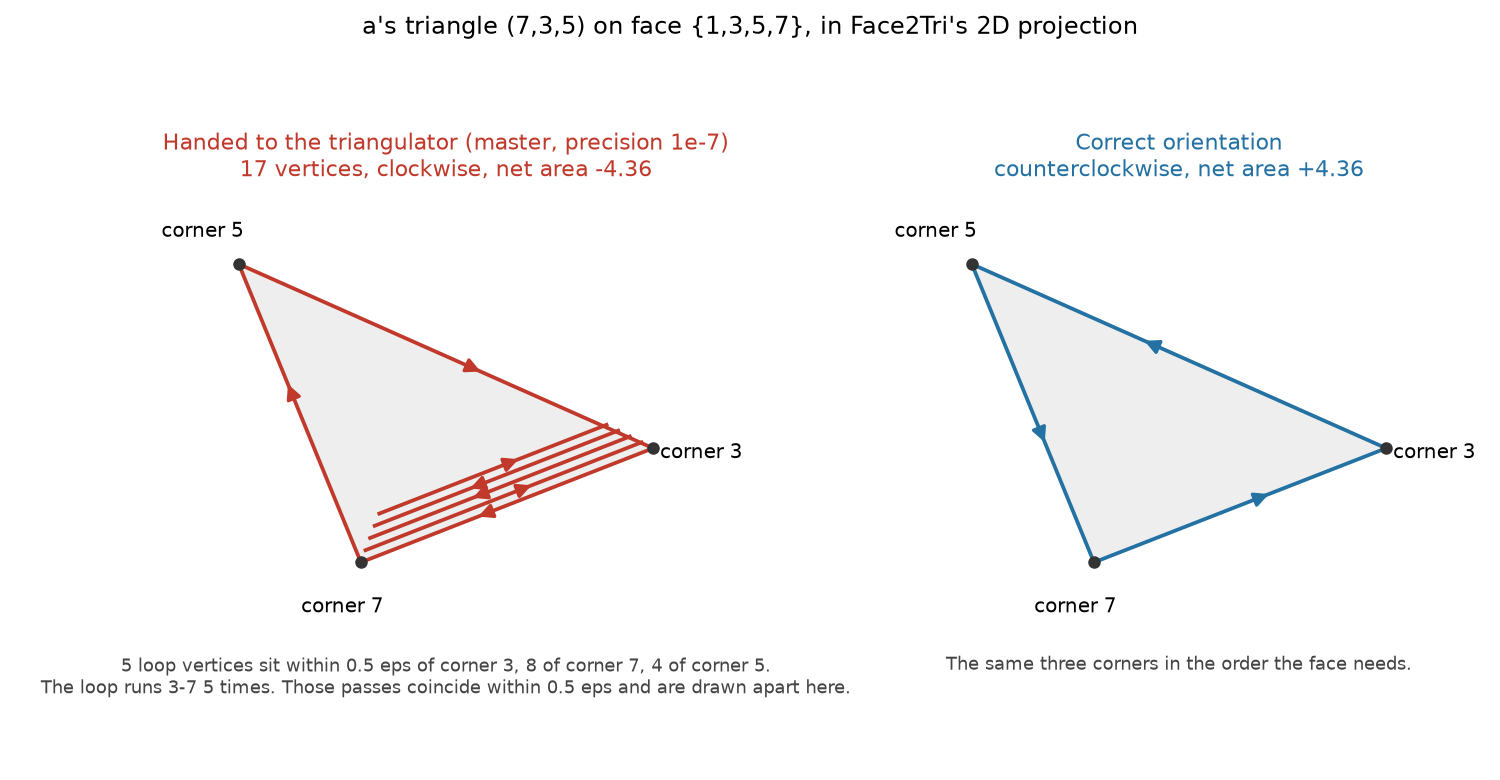 a's triangle (7,3,5) on face {1,3,5,7}, in Face2Tri's 2D projection
Handed to the triangulator (master, precision 1e-7)
17 vertices, clockwise, net area -4.36
corner 5
corner 3
corner 7
5 loop vertices sit within 0.5 eps of corner 3, 8 of corner 7, 4 of corner 5.
The loop runs 3-7 5 times. Those passes coincide within 0.5 eps and are drawn apart here.
Correct orientation
counterclockwise, net area +4.36
corner 5
corner 3
corner 7
The same three corners in the order the face needs.